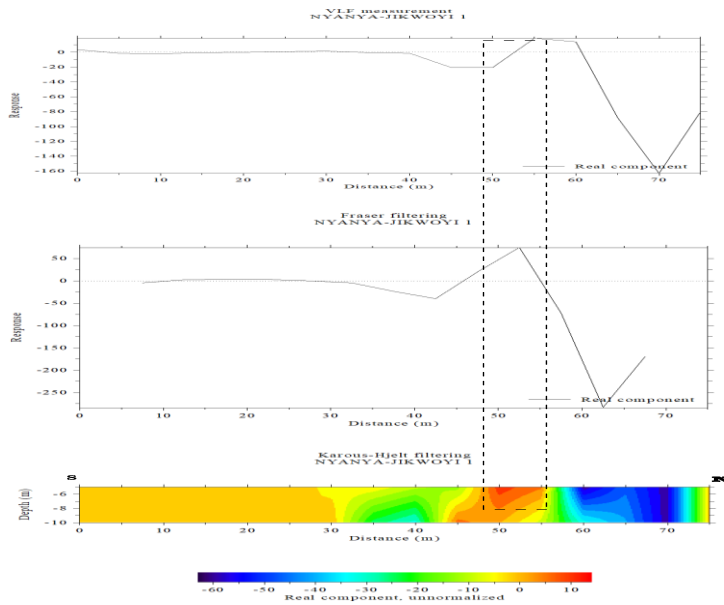 VLF measurement
NYANYA-JIKWOYI 1
Response
0
-20
-40
-60
-80
-100
-120
-140
-160
Real component
0 10 20 30 40 50 60 70
Distance (m)
Fraser filtering
NYANYA-JIKWOYI 1
Response
50
0
-50
-100
-150
-200
-250
Real component
0 10 20 30 40 50 60 70
Distance (m)
Karous-Hjelt filtering
NYANYA-JIKWOYI 1
S N
Depth (m)
-6
-8
-10
0 10 20 30 40 50 60 70
Distance (m)
-60 -50 -40 -30 -20 -10 0 10
Real component, unnormalized